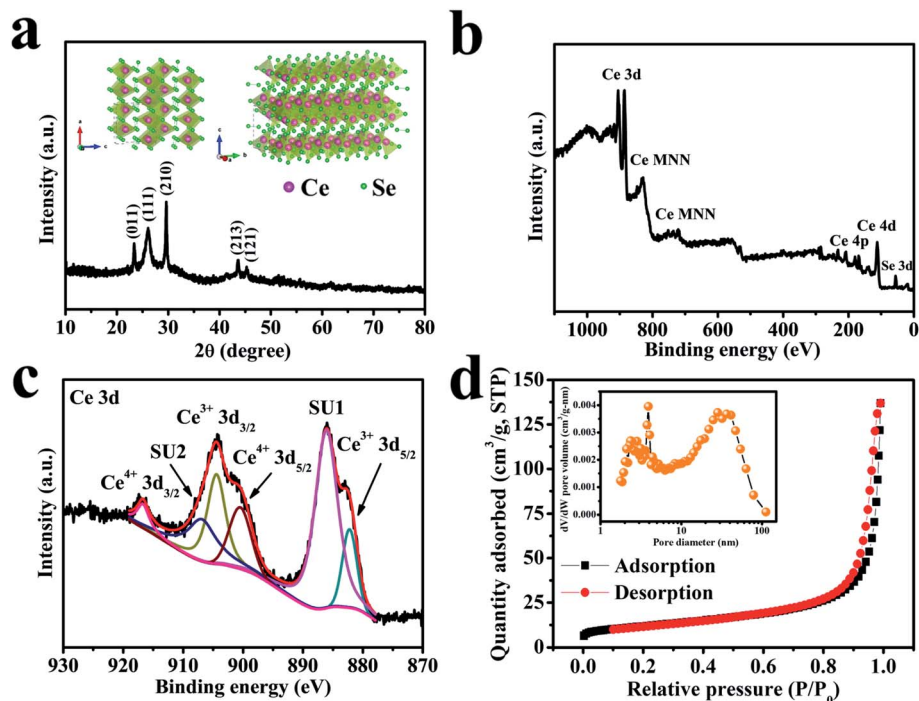 a
Intensity (a.u.)
a
c
c
b
Ce
Se
(011)
(111)
(210)
(213)
(121)
10 20 30 40 50 60 70 80
2θ (degree)
b
Intensity (a.u.)
Ce 3d
Ce MNN
Ce MNN
Ce 4p
Ce 4d
Se 3d
1000 800 600 400 200 0
Binding energy (eV)
c
Ce 3d
Intensity (a.u.)
Ce⁴⁺ 3d₃/₂
SU2
Ce³⁺ 3d₃/₂
Ce⁴⁺ 3d₅/₂
SU1
Ce³⁺ 3d₅/₂
930 920 910 900 890 880 870
Binding energy (eV)
d
Quantity adsorbed (cm³/g, STP)
150
125
100
75
50
25
0
dV/dW pore volume (cm³/g·nm)
0.004
0.003
0.002
0.001
0.000
1 10 100
Pore diameter (nm)
Adsorption
Desorption
0.0 0.2 0.4 0.6 0.8 1.0
Relative pressure (P/P₀)